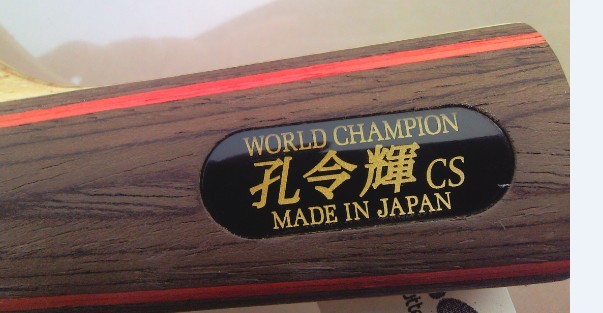 WORLD CHAMPION
孔令輝 CS
MADE IN JAPAN